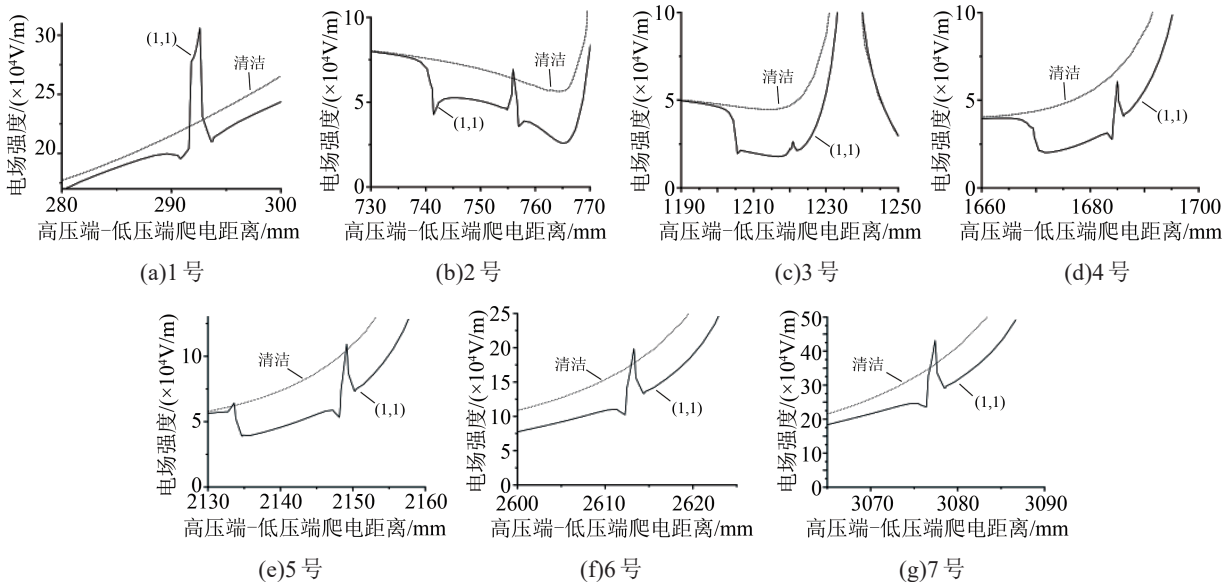 电场强度/(×10⁴V/m)
30
25
20
280
290
300
(1,1)
清洁
高压端-低压端爬电距离/mm
(a)1号
电场强度/(×10⁴V/m)
10
5
0
730
740
750
760
770
清洁
(1,1)
高压端-低压端爬电距离/mm
(b)2号
电场强度/(×10⁴V/m)
10
5
0
1190
1210
1230
1250
清洁
(1,1)
高压端-低压端爬电距离/mm
(c)3号
电场强度/(×10⁴V/m)
10
5
0
1660
1680
1700
清洁
(1,1)
高压端-低压端爬电距离/mm
(d)4号
电场强度/(×10⁴V/m)
10
5
0
2130
2140
2150
2160
清洁
(1,1)
高压端-低压端爬电距离/mm
(e)5号
电场强度/(×10⁴V/m)
25
20
15
10
5
0
2600
2610
2620
清洁
(1,1)
高压端-低压端爬电距离/mm
(f)6号
电场强度/(×10⁴V/m)
50
40
30
20
10
0
3070
3080
3090
清洁
(1,1)
高压端-低压端爬电距离/mm
(g)7号